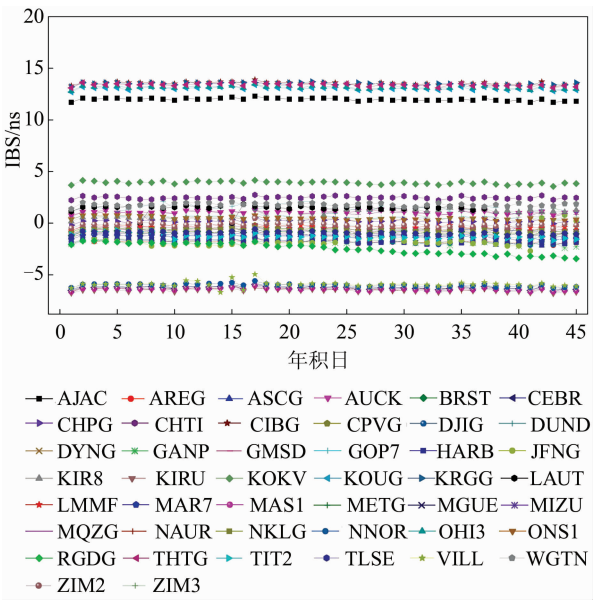 20
15
10
5
0
−5
IBS/ns
0 5 10 15 20 25 30 35 40 45
年积日
AJAC AREG ASCG AUCK BRST CEBR
CHPG CHTI CIBG CPVG DJIG DUND
DYNG GANP GMSD GOP7 HARB JFNG
KIR8 KIRU KOKV KOUG KRGG LAUT
LMMF MAR7 MAS1 METG MGUE MIZU
MQZG NAUR NKLG NNOR OHI3 ONS1
RGDG THTG TIT2 TLSE VILL WGTN
ZIM2 ZIM3